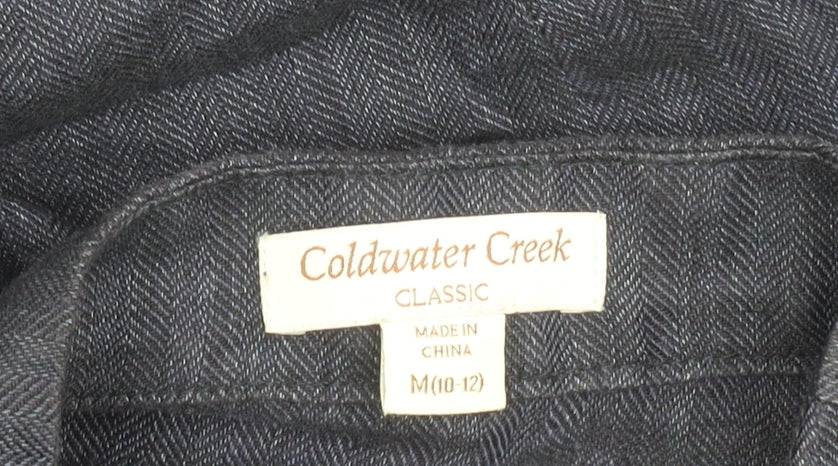 Coldwater Creek
CLASSIC
MADE IN
CHINA
M(10-12)